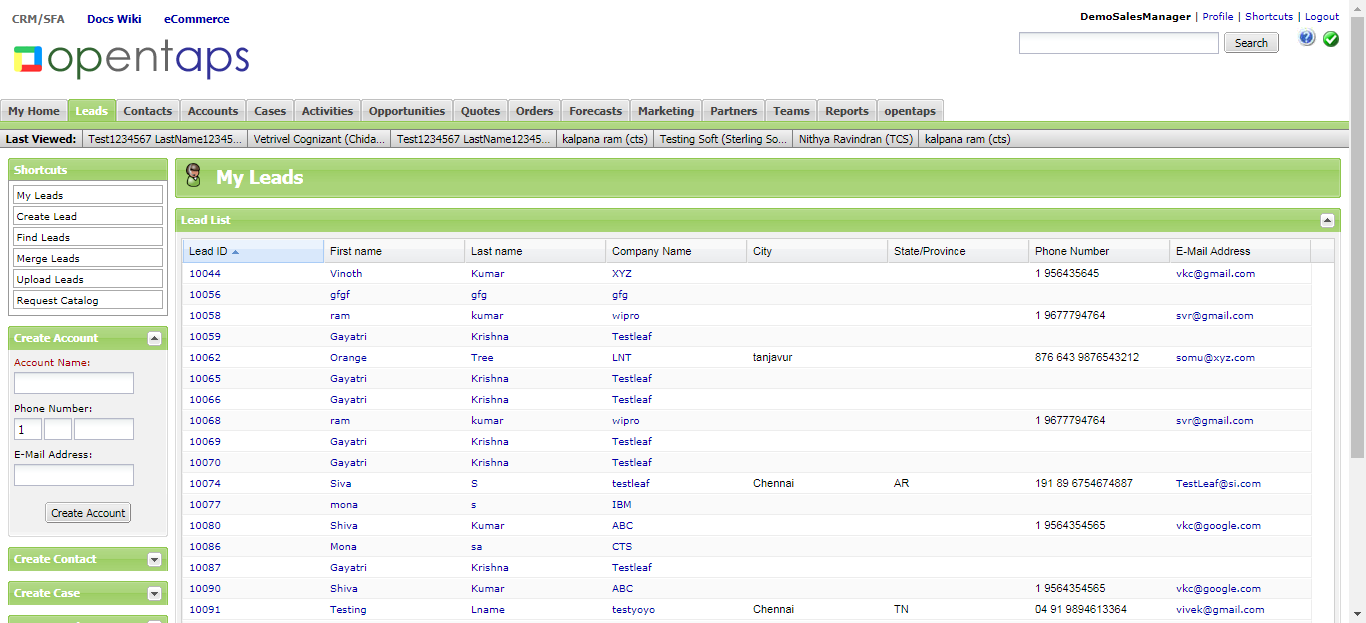 CRM/SFA Docs Wiki eCommerce
DemoSalesManager | Profile | Shortcuts | Logout
opentaps
Search
My Home Leads Contacts Accounts Cases Activities Opportunities Quotes Orders Forecasts Marketing Partners Teams Reports opentaps
Last Viewed: Test1234567 LastName12345... Vetrivel Cognizant (Chida... Test1234567 LastName12345... kalpana ram (cts) Testing Soft (Sterling So... Nithya Ravindran (TCS) kalpana ram (cts)
Shortcuts
My Leads
Create Lead
Find Leads
Merge Leads
Upload Leads
Request Catalog
Create Account
Account Name:
Phone Number:
1
E-Mail Address:
Create Account
Create Contact
Create Case
My Leads
Lead List
Lead ID First name Last name Company Name City State/Province Phone Number E-Mail Address
10044 Vinoth Kumar XYZ 1 956435645 vkc@gmail.com
10056 gfgf gfg gfg
10058 ram kumar wipro 1 9677794764 svr@gmail.com
10059 Gayatri Krishna Testleaf
10062 Orange Tree LNT tanjavur 876 643 9876543212 somu@xyz.com
10065 Gayatri Krishna Testleaf
10066 Gayatri Krishna Testleaf
10068 ram kumar wipro 1 9677794764 svr@gmail.com
10069 Gayatri Krishna Testleaf
10070 Gayatri Krishna Testleaf
10074 Siva S testleaf Chennai AR 191 89 6754674887 TestLeaf@si.com
10077 mona s IBM
10080 Shiva Kumar ABC 1 9564354565 vkc@google.com
10086 Mona sa CTS
10087 Gayatri Krishna Testleaf
10090 Shiva Kumar ABC 1 9564354565 vkc@google.com
10091 Testing Lname testyoyo Chennai TN 04 91 9894613364 vivek@gmail.com